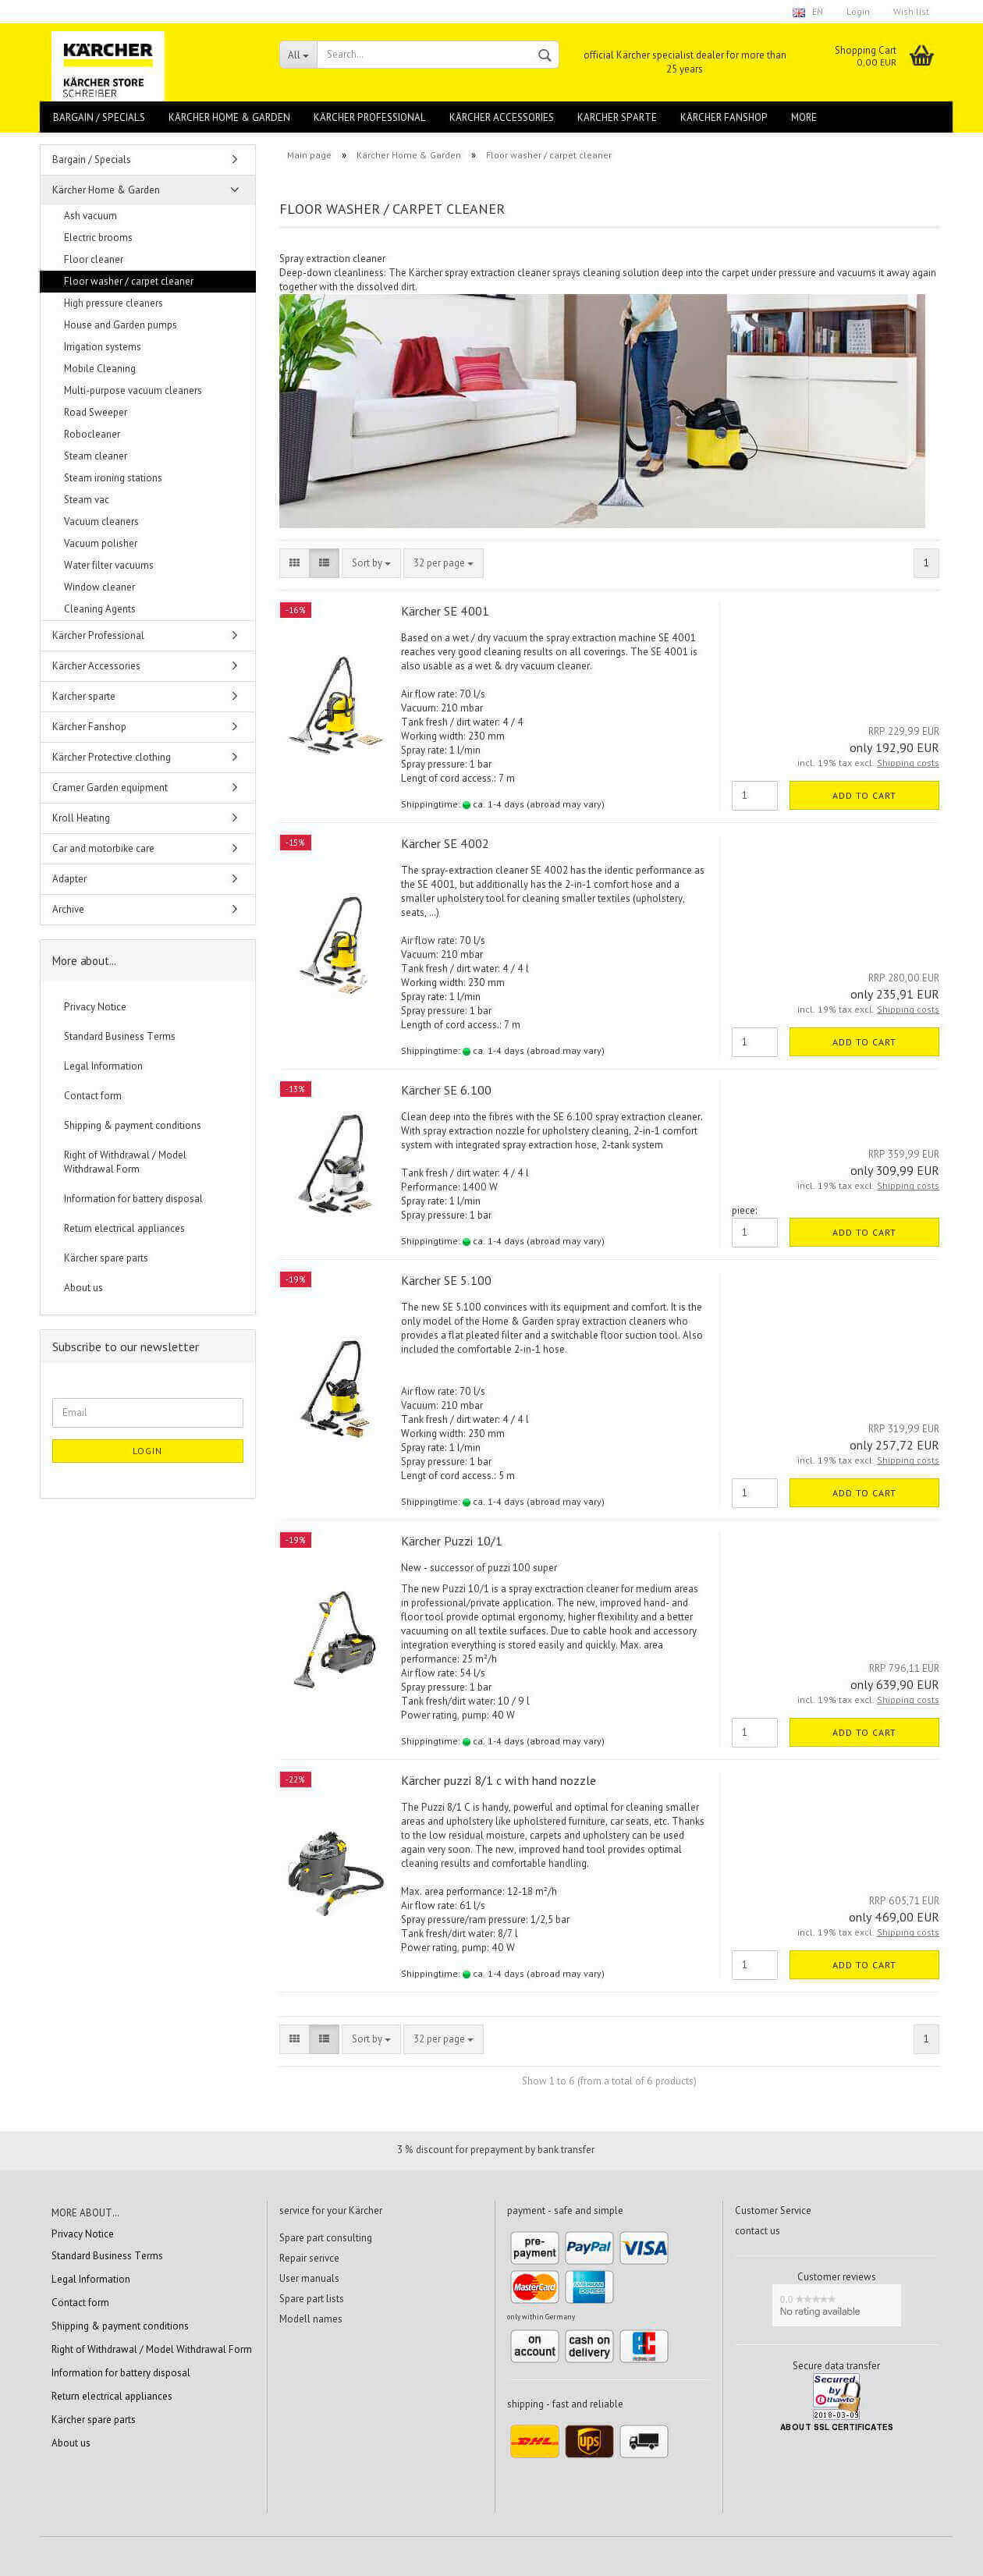 EN Login Wish list
KÄRCHER
KÄRCHER STORE
SCHREIBER
All
Search...
official Kärcher specialist dealer for more than
25 years
Shopping Cart
0,00 EUR
BARGAIN / SPECIALS KÄRCHER HOME & GARDEN KÄRCHER PROFESSIONAL KÄRCHER ACCESSORIES KARCHER SPARTE KÄRCHER FANSHOP MORE
Bargain / Specials
Kärcher Home & Garden
Ash vacuum
Electric brooms
Floor cleaner
Floor washer / carpet cleaner
High pressure cleaners
House and Garden pumps
Irrigation systems
Mobile Cleaning
Multi-purpose vacuum cleaners
Road Sweeper
Robocleaner
Steam cleaner
Steam ironing stations
Steam vac
Vacuum cleaners
Vacuum polisher
Water filter vacuums
Window cleaner
Cleaning Agents
Kärcher Professional
Kärcher Accessories
Karcher sparte
Kärcher Fanshop
Kärcher Protective clothing
Cramer Garden equipment
Kroll Heating
Car and motorbike care
Adapter
Archive
More about...
Privacy Notice
Standard Business Terms
Legal Information
Contact form
Shipping & payment conditions
Right of Withdrawal / Model
Withdrawal Form
Information for battery disposal
Return electrical appliances
Kärcher spare parts
About us
Subscribe to our newsletter
Email
LOGIN
Main page » Kärcher Home & Garden » Floor washer / carpet cleaner
FLOOR WASHER / CARPET CLEANER
Spray extraction cleaner
Deep-down cleanliness: The Kärcher spray extraction cleaner sprays cleaning solution deep into the carpet under pressure and vacuums it away again
together with the dissolved dirt.
Sort by
32 per page
1
-16%
Kärcher SE 4001
Based on a wet / dry vacuum the spray extraction machine SE 4001
reaches very good cleaning results on all coverings. The SE 4001 is
also usable as a wet & dry vacuum cleaner.
Air flow rate: 70 l/s
Vacuum: 210 mbar
Tank fresh / dirt water: 4 / 4
Working width: 230 mm
Spray rate: 1 l/min
Spray pressure: 1 bar
Lengt of cord access.: 7 m
Shippingtime: ca. 1-4 days (abroad may vary)
RRP 229,99 EUR
only 192,90 EUR
incl. 19% tax excl. Shipping costs
1
ADD TO CART
-15%
Kärcher SE 4002
The spray-extraction cleaner SE 4002 has the identic performance as
the SE 4001, but additionally has the 2-in-1 comfort hose and a
smaller upholstery tool for cleaning smaller textiles (upholstery,
seats, ...)
Air flow rate: 70 l/s
Vacuum: 210 mbar
Tank fresh / dirt water: 4 / 4 l
Working width: 230 mm
Spray rate: 1 l/min
Spray pressure: 1 bar
Length of cord access.: 7 m
Shippingtime: ca. 1-4 days (abroad may vary)
RRP 280,00 EUR
only 235,91 EUR
incl. 19% tax excl. Shipping costs
1
ADD TO CART
-13%
Kärcher SE 6.100
Clean deep into the fibres with the SE 6.100 spray extraction cleaner.
With spray extraction nozzle for upholstery cleaning, 2-in-1 comfort
system with integrated spray extraction hose, 2-tank system
Tank fresh / dirt water: 4 / 4 l
Performance: 1400 W
Spray rate: 1 l/min
Spray pressure: 1 bar
Shippingtime: ca. 1-4 days (abroad may vary)
RRP 359,99 EUR
only 309,99 EUR
incl. 19% tax excl. Shipping costs
piece:
1
ADD TO CART
-19%
Kärcher SE 5.100
The new SE 5.100 convinces with its equipment and comfort. It is the
only model of the Home & Garden spray extraction cleaners who
provides a flat pleated filter and a switchable floor suction tool. Also
included the comfortable 2-in-1 hose.
Air flow rate: 70 l/s
Vacuum: 210 mbar
Tank fresh / dirt water: 4 / 4 l
Working width: 230 mm
Spray rate: 1 l/min
Spray pressure: 1 bar
Lengt of cord access.: 5 m
Shippingtime: ca. 1-4 days (abroad may vary)
RRP 319,99 EUR
only 257,72 EUR
incl. 19% tax excl. Shipping costs
1
ADD TO CART
-19%
Kärcher Puzzi 10/1
New - successor of puzzi 100 super
The new Puzzi 10/1 is a spray exctraction cleaner for medium areas
in professional/private application. The new, improved hand- and
floor tool provide optimal ergonomy, higher flexibility and a better
vacuuming on all textile surfaces. Due to cable hook and accessory
integration everything is stored easily and quickly. Max. area
performance: 25 m²/h
Air flow rate: 54 l/s
Spray pressure: 1 bar
Tank fresh/dirt water: 10 / 9 l
Power rating, pump: 40 W
Shippingtime: ca. 1-4 days (abroad may vary)
RRP 796,11 EUR
only 639,90 EUR
incl. 19% tax excl. Shipping costs
1
ADD TO CART
-22%
Kärcher puzzi 8/1 c with hand nozzle
The Puzzi 8/1 C is handy, powerful and optimal for cleaning smaller
areas and upholstery like upholstered furniture, car seats, etc. Thanks
to the low residual moisture, carpets and upholstery can be used
again very soon. The new, improved hand tool provides optimal
cleaning results and comfortable handling.
Max. area performance: 12-18 m²/h
Air flow rate: 61 l/s
Spray pressure/ram pressure: 1/2,5 bar
Tank fresh/dirt water: 8/7 l
Power rating, pump: 40 W
Shippingtime: ca. 1-4 days (abroad may vary)
RRP 605,71 EUR
only 469,00 EUR
incl. 19% tax excl. Shipping costs
1
ADD TO CART
Sort by
32 per page
1
Show 1 to 6 (from a total of 6 products)
3 % discount for prepayment by bank transfer
MORE ABOUT...
Privacy Notice
Standard Business Terms
Legal Information
Contact form
Shipping & payment conditions
Right of Withdrawal / Model Withdrawal Form
Information for battery disposal
Return electrical appliances
Kärcher spare parts
About us
service for your Kärcher
Spare part consulting
Repair serivce
User manuals
Spare part lists
Modell names
payment - safe and simple
pre-
payment
PayPal
VISA
MasterCard
AMERICAN EXPRESS
only within Germany
on
account
cash on
delivery
shipping - fast and reliable
DHL
ups
Customer Service
contact us
Customer reviews
0,0
No rating available
Secure data transfer
Secured
by
thawte
2018-03-09
ABOUT SSL CERTIFICATES